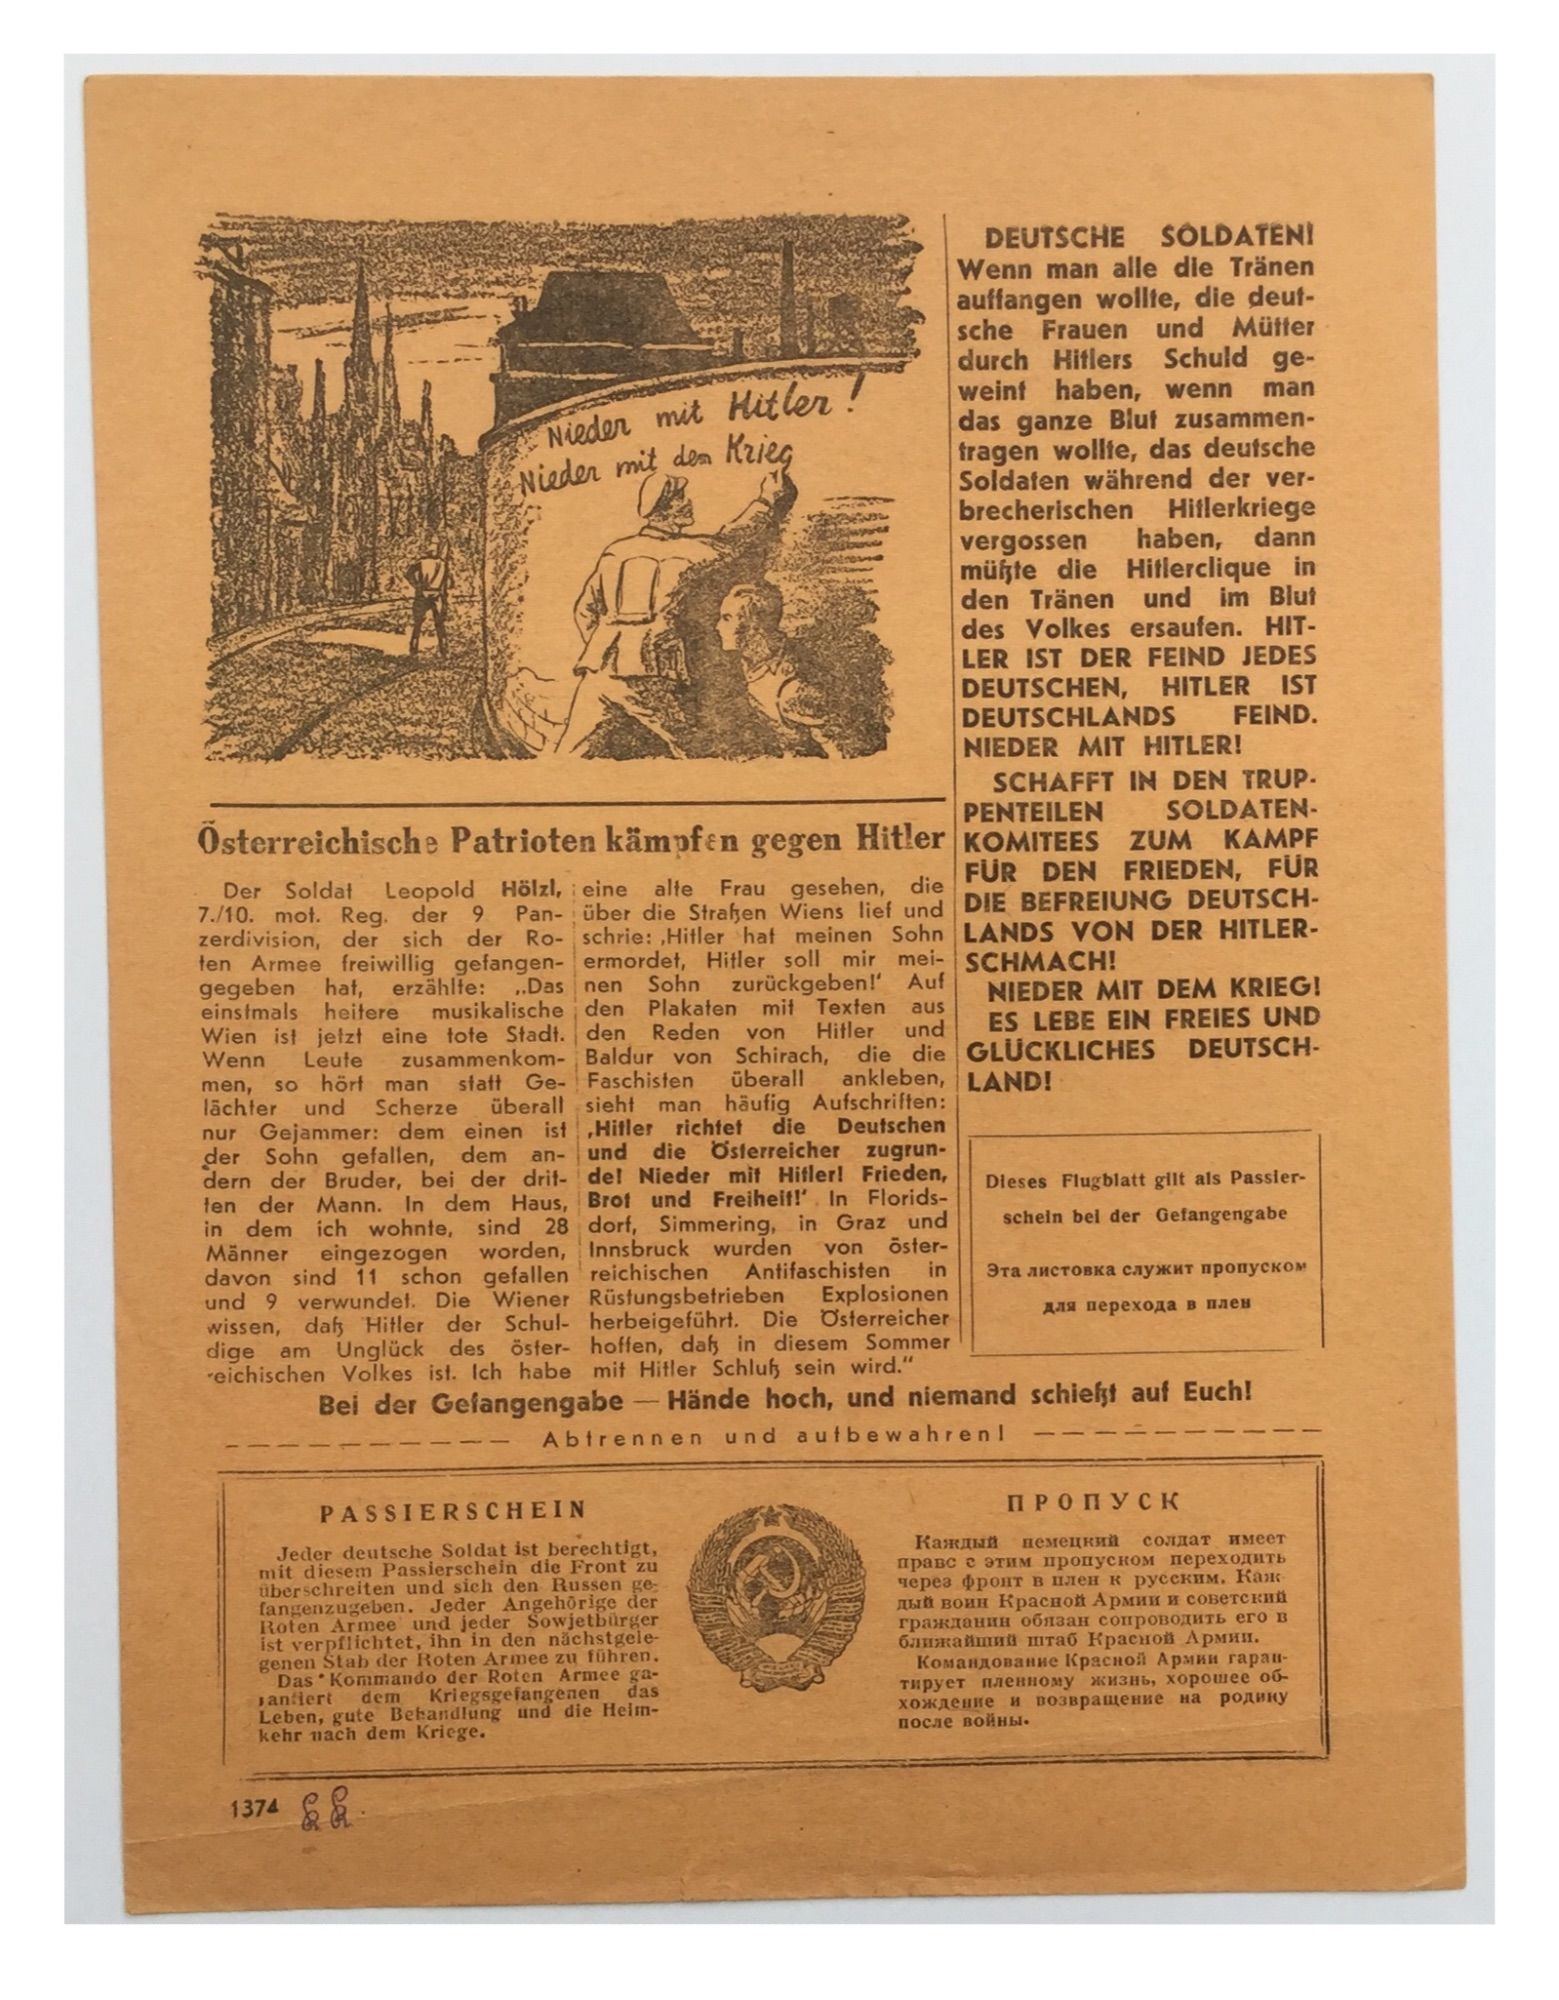 Nieder mit Hitler!
Nieder mit dem Krieg
Österreichische Patrioten kämpfen gegen Hitler
Der Soldat Leopold Hölzl,
7./10. mot. Reg. der 9 Pan-
zerdivision, der sich der Ro-
ten Armee freiwillig gefangen-
gegeben hat, erzählte: „Das
einstmals heitere musikalische
Wien ist jetzt eine tote Stadt.
Wenn Leute zusammenkom-
men, so hört man statt Ge-
lächter und Scherze überall
nur Gejammer: dem einen ist
der Sohn gefallen, dem an-
dern der Bruder, bei der drit-
ten der Mann. In dem Haus,
in dem ich wohnte, sind 28
Männer eingezogen worden,
davon sind 11 schon gefallen
und 9 verwundet. Die Wiener
wissen, daß Hitler der Schul-
dige am Unglück des öster-
reichischen Volkes ist. Ich habe
eine alte Frau gesehen, die
über die Straßen Wiens lief und
schrie: ‚Hitler hat meinen Sohn
ermordet, Hitler soll mir mei-
nen Sohn zurückgeben!‘ Auf
den Plakaten mit Texten aus
den Reden von Hitler und
Baldur von Schirach, die die
Faschisten überall ankleben,
sieht man häufig Aufschriften:
‚Hitler richtet die Deutschen
und die Österreicher zugrun-
de! Nieder mit Hitler! Frieden,
Brot und Freiheit!‘ In Florids-
dorf, Simmering, in Graz und
Innsbruck wurden von öster-
reichischen Antifaschisten in
Rüstungsbetrieben Explosionen
herbeigeführt. Die Österreicher
hoffen, daß in diesem Sommer
mit Hitler Schluß sein wird.“
DEUTSCHE SOLDATEN!
Wenn man alle die Tränen
auffangen wollte, die deut-
sche Frauen und Mütter
durch Hitlers Schuld ge-
weint haben, wenn man
das ganze Blut zusammen-
tragen wollte, das deutsche
Soldaten während der ver-
brecherischen Hitlerkriege
vergossen haben, dann
müßte die Hitlerclique in
den Tränen und im Blut
des Volkes ersaufen. HIT-
LER IST DER FEIND JEDES
DEUTSCHEN, HITLER IST
DEUTSCHLANDS FEIND.
NIEDER MIT HITLER!
SCHAFFT IN DEN TRUP-
PENTEILEN SOLDATEN-
KOMITEES ZUM KAMPF
FÜR DEN FRIEDEN, FÜR
DIE BEFREIUNG DEUTSCH-
LANDS VON DER HITLER-
SCHMACH!
NIEDER MIT DEM KRIEG!
ES LEBE EIN FREIES UND
GLÜCKLICHES DEUTSCH-
LAND!
Dieses Flugblatt gilt als Passier-
schein bei der Gefangengabe
Эта листовка служит пропуском
для перехода в плен
Bei der Gefangengabe — Hände hoch, und niemand schießt auf Euch!
Abtrennen und aufbewahren!
PASSIERSCHEIN
Jeder deutsche Soldat ist berechtigt,
mit diesem Passierschein die Front zu
überschreiten und sich den Russen ge-
fangenzugeben. Jeder Angehörige der
Roten Armee und jeder Sowjetbürger
ist verpflichtet, ihn in den nächstgele-
genen Stab der Roten Armee zu führen.
Das Kommando der Roten Armee ga-
rantiert dem Kriegsgefangenen das
Leben, gute Behandlung und die Heim-
kehr nach dem Kriege.
ПРОПУСК
Каждый немецкий солдат имеет
право с этим пропуском переходить
через фронт в плен к русским. Каж-
дый воин Красной Армии и советский
гражданин обязан сопроводить его в
ближайший штаб Красной Армии.
Командование Красной Армии гаран-
тирует пленному жизнь, хорошее об-
хождение и возвращение на родину
после войны.
1374